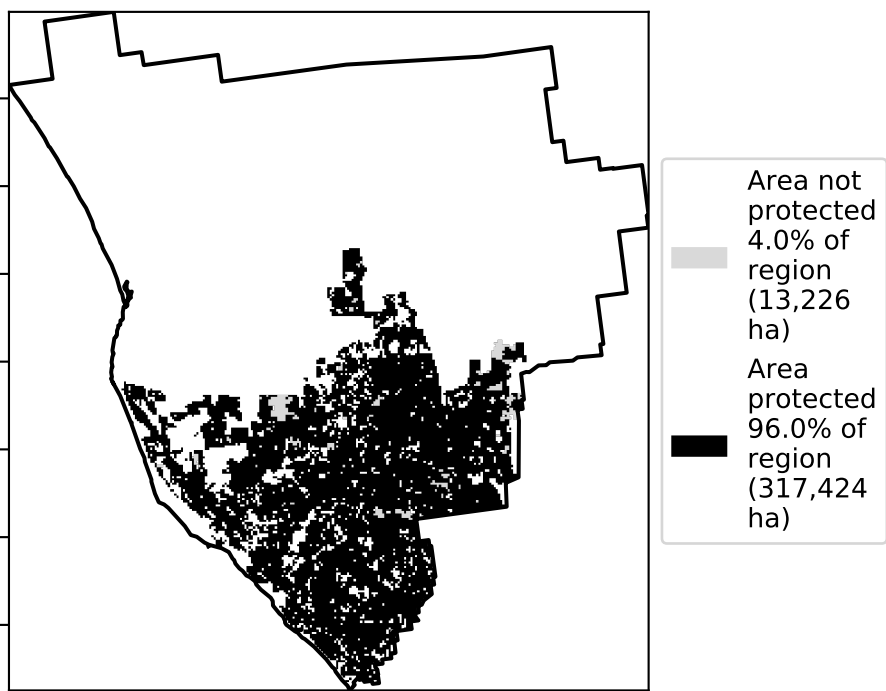 Area not
protected
4.0% of
region
(13,226
ha)
Area
protected
96.0% of
region
(317,424
ha)